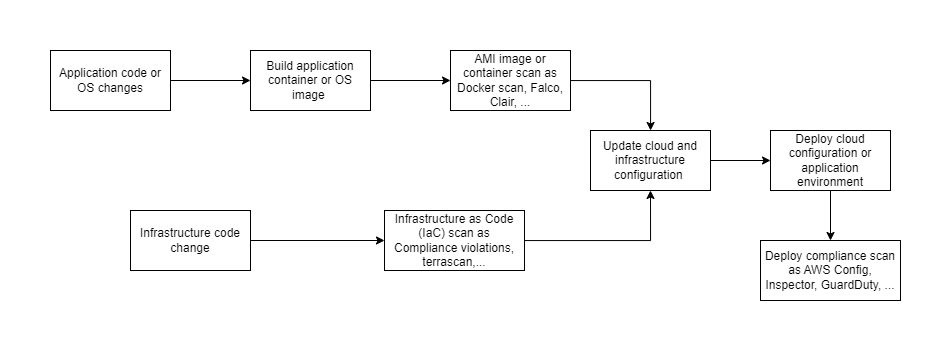 Application code or
OS changes
Build application
container or OS
image
AMI image or
container scan as
Docker scan, Falco,
Clair, ...
Update cloud and
infrastructure
configuration
Deploy cloud
configuration or
application
environment
Infrastructure code
change
Infrastructure as Code
(IaC) scan as
Compliance violations,
terrascan,...
Deploy compliance scan
as AWS Config,
Inspector, GuardDuty, ...